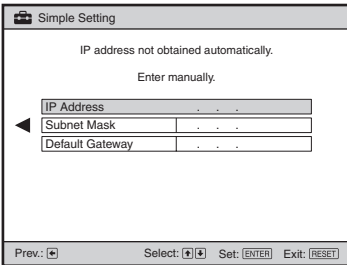 Simple Setting
IP address not obtained automatically.
Enter manually.
IP Address . . .
Subnet Mask . . .
Default Gateway . . .
Prev.: Select: Set: ENTER Exit: RESET